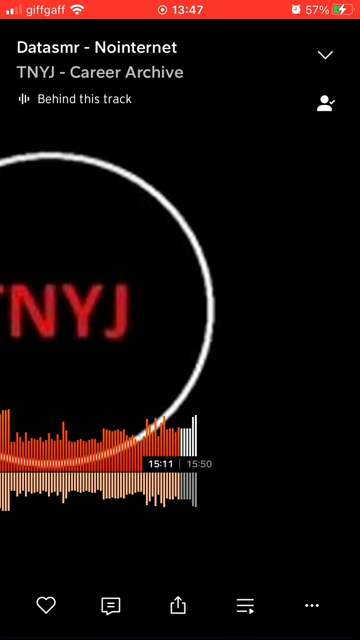 giffgaff 13:47 57%
Datasmr - Nointernet
TNYJ - Career Archive
Behind this track
TNYJ
15:11 | 15:50